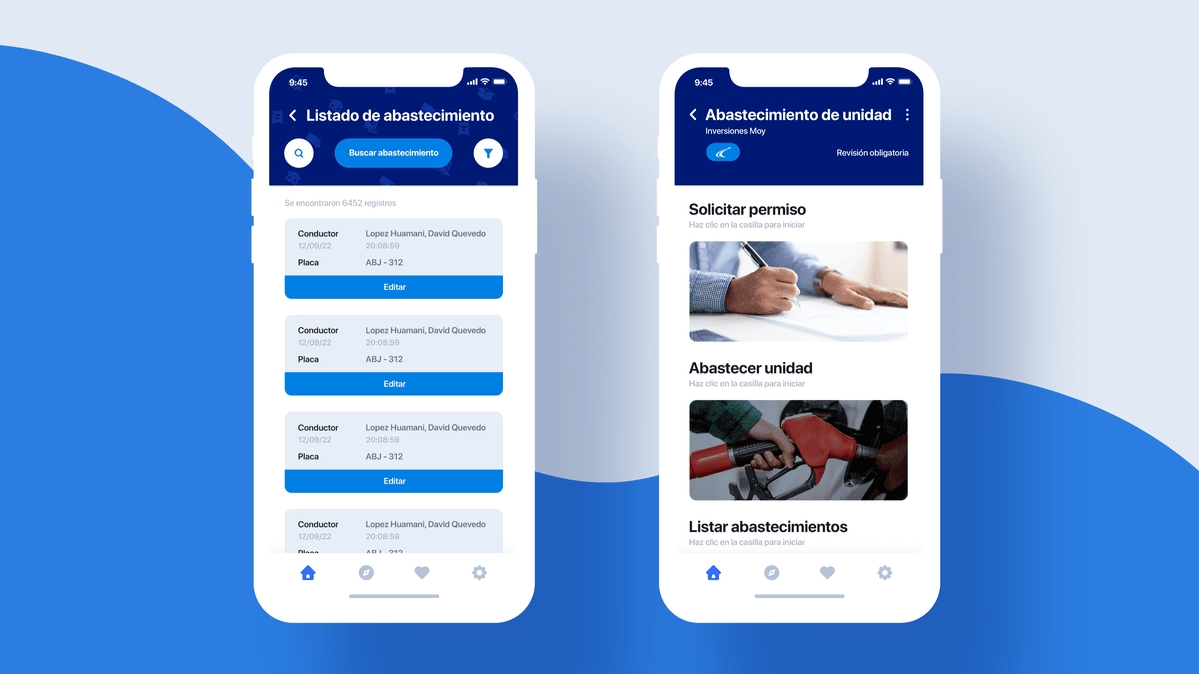 9:45
Listado de abastecimiento
Buscar abastecimiento
Se encontraron 6452 registros
Conductor Lopez Huamani, David Quevedo
12/09/22 20:08:59
Placa ABJ - 312
Editar
Conductor Lopez Huamani, David Quevedo
12/09/22 20:08:59
Placa ABJ - 312
Editar
Conductor Lopez Huamani, David Quevedo
12/09/22 20:08:59
Placa ABJ - 312
Editar
Conductor Lopez Huamani, David Quevedo
12/09/22 20:08:59
Placa ABJ - 312
9:45
Abastecimiento de unidad
Inversiones Moy
Revisión obligatoria
Solicitar permiso
Haz clic en la casilla para iniciar
Abastecer unidad
Haz clic en la casilla para iniciar
Listar abastecimientos
Haz clic en la casilla para iniciar